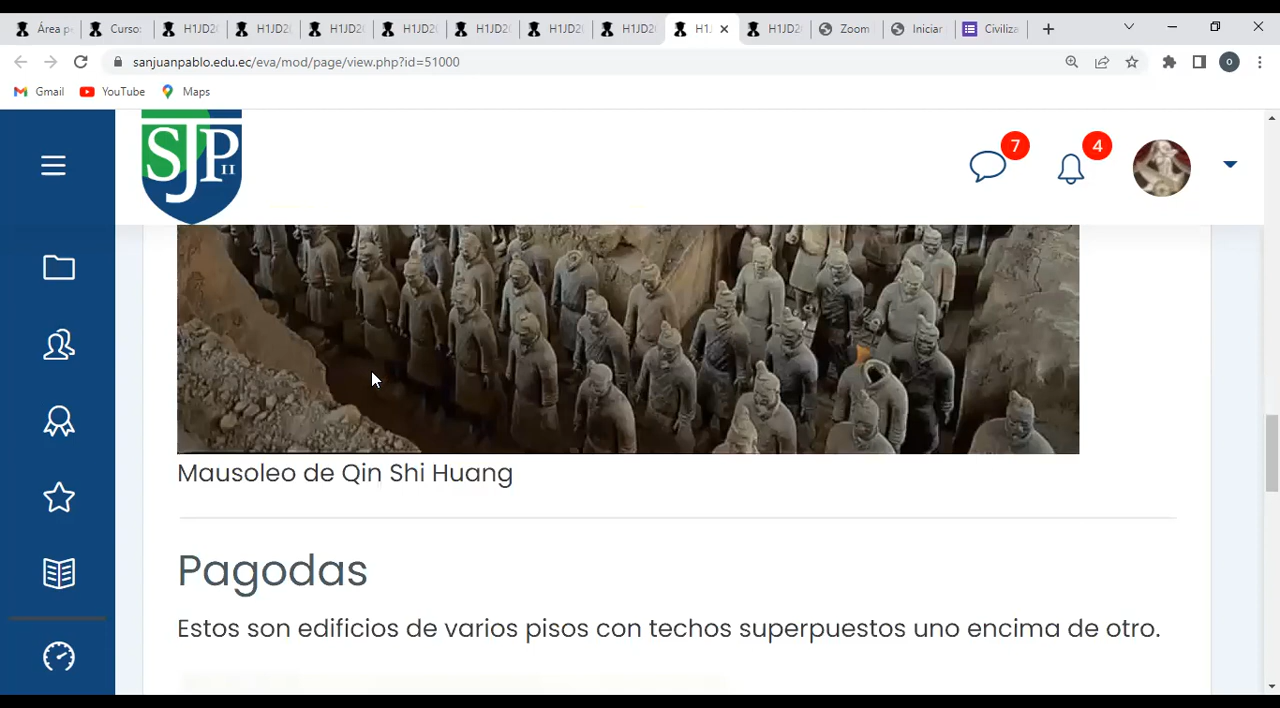 Área p
Curso:
H1JD2
H1JD2
H1JD2
H1JD2
H1JD2
H1JD2
H1JD2
H1J
H1JD2
Zoom
Iniciar
Civiliza
sanjuanpablo.edu.ec/eva/mod/page/view.php?id=51000
o
Gmail
YouTube
Maps
SJP
II
7
4
Mausoleo de Qin Shi Huang
Pagodas
Estos son edificios de varios pisos con techos superpuestos uno encima de otro.